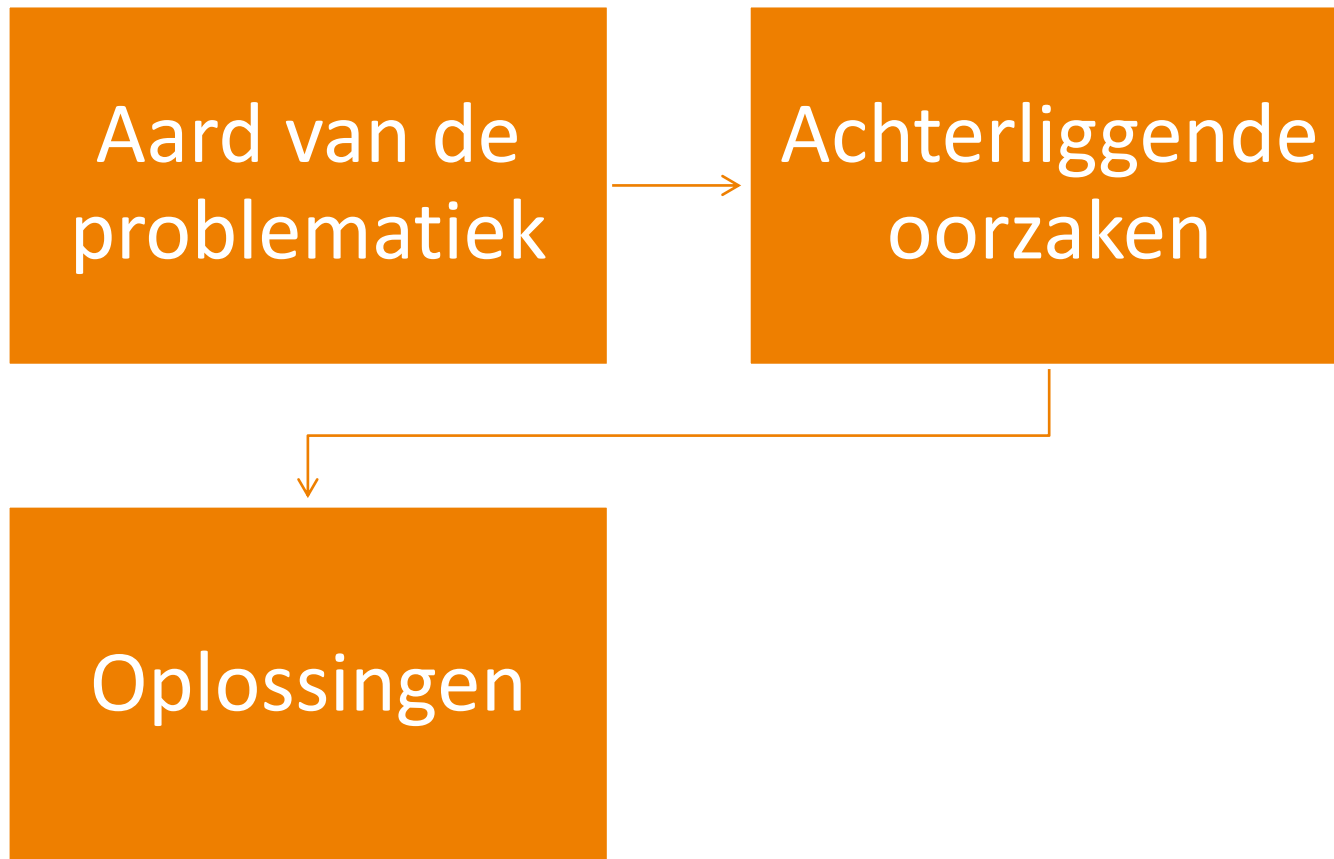 Aard van de
problematiek
Achterliggende
oorzaken
Oplossingen